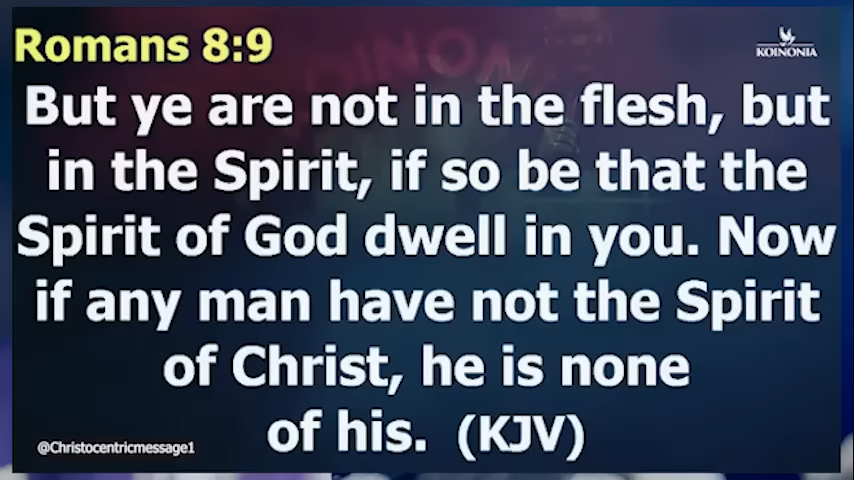 Romans 8:9
KOINONIA
But ye are not in the flesh, but
in the Spirit, if so be that the
Spirit of God dwell in you. Now
if any man have not the Spirit
of Christ, he is none
of his. (KJV)
@Christocentricmessage1